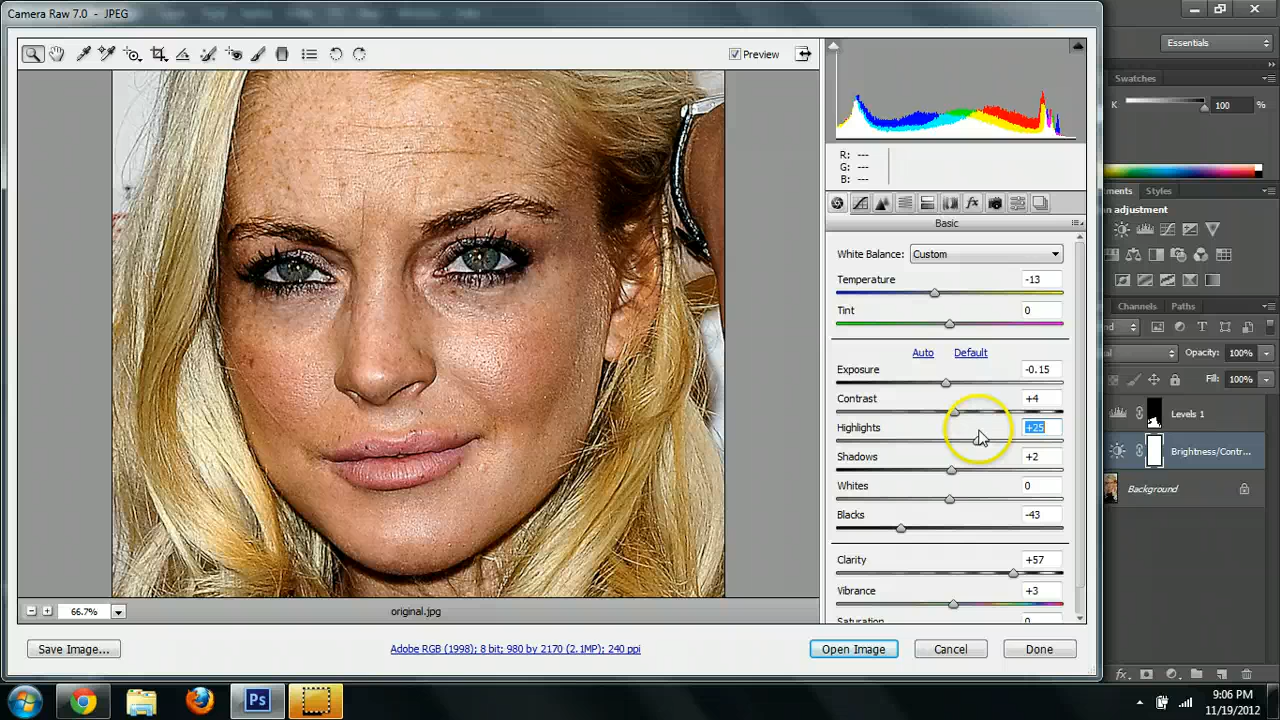 Camera Raw 7.0 - JPEG
Essentials
Preview
Swatches
K 100 %
R: ---
G: ---
B: ---
Styles
an adjustment
Basic
White Balance: Custom
Temperature -13
Tint 0
Channels Paths
Auto Default
Opacity: 100%
Exposure -0.15
Fill: 100%
Contrast +4
Levels 1
Highlights +25
Brightness/Contr...
Shadows +2
Whites 0
Background
Blacks -43
Clarity +57
Vibrance +3
Saturation 0
66.7%
original.jpg
Save Image...
Adobe RGB (1998); 8 bit; 980 by 2170 (2.1MP); 240 ppi
Open Image
Cancel
Done
fx
Ps
9:06 PM
11/19/2012